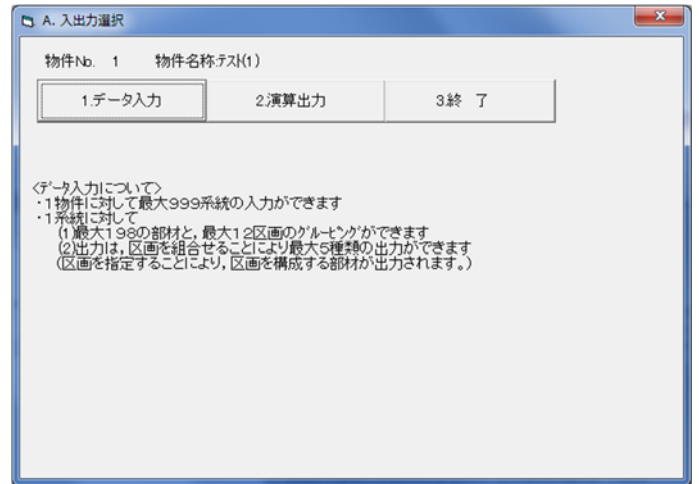 A. 入出力選択
物件No. 1 物件名称:テスト(1)
1.データ入力 2.演算出力 3.終 了
<データ入力について>
・1物件に対して最大999系統の入力ができます
・1系統に対して
(1)最大198の部材と,最大12区画のグルーピングができます
(2)出力は,区画を組合せることにより最大5種類の出力ができます
(区画を指定することにより,区画を構成する部材が出力されます。)